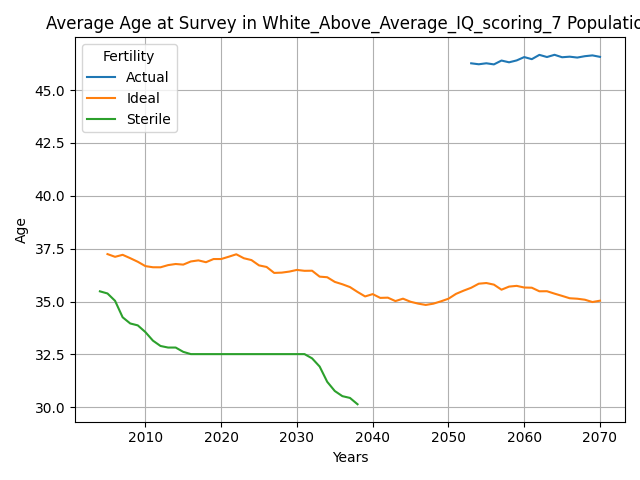 Average Age at Survey in White_Above_Average_IQ_scoring_7 Populatio
Fertility
Actual
Ideal
Sterile
45.0
42.5
40.0
37.5
35.0
32.5
30.0
Age
2010
2020
2030
2040
2050
2060
2070
Years